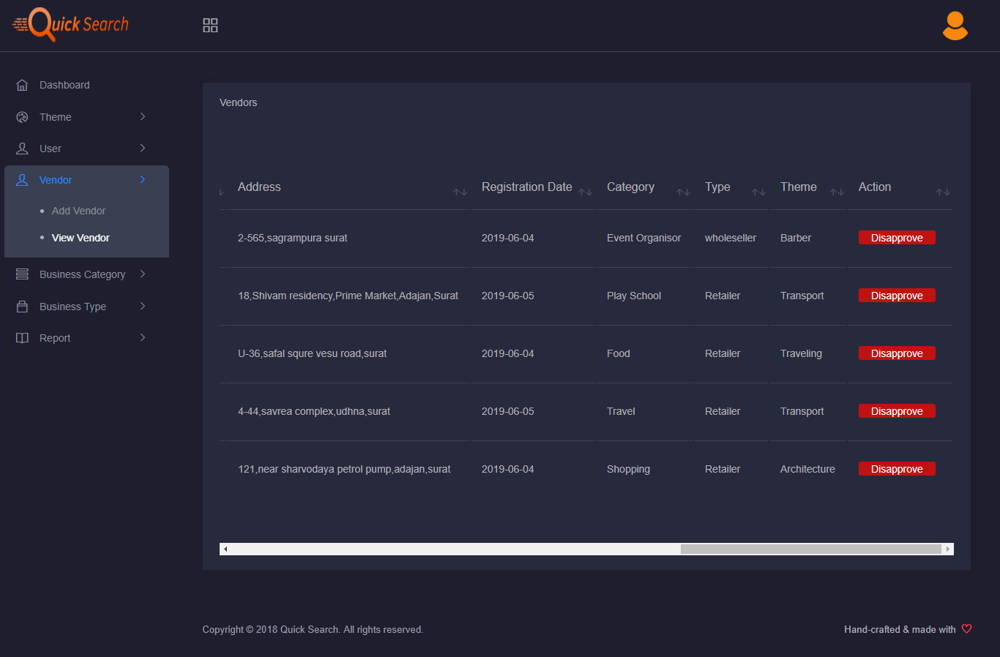 Quick Search
Dashboard
Theme
User
Vendor
Add Vendor
View Vendor
Business Category
Business Type
Report
Vendors
Address Registration Date Category Type Theme Action
2-565,sagrampura surat 2019-06-04 Event Organisor wholeseller Barber Disapprove
18,Shivam residency,Prime Market,Adajan,Surat 2019-06-05 Play School Retailer Transport Disapprove
U-36,safal squre vesu road,surat 2019-06-04 Food Retailer Traveling Disapprove
4-44,savrea complex,udhna,surat 2019-06-05 Travel Retailer Transport Disapprove
121,near sharvodaya petrol pump,adajan,surat 2019-06-04 Shopping Retailer Architecture Disapprove
Copyright © 2018 Quick Search. All rights reserved. Hand-crafted & made with